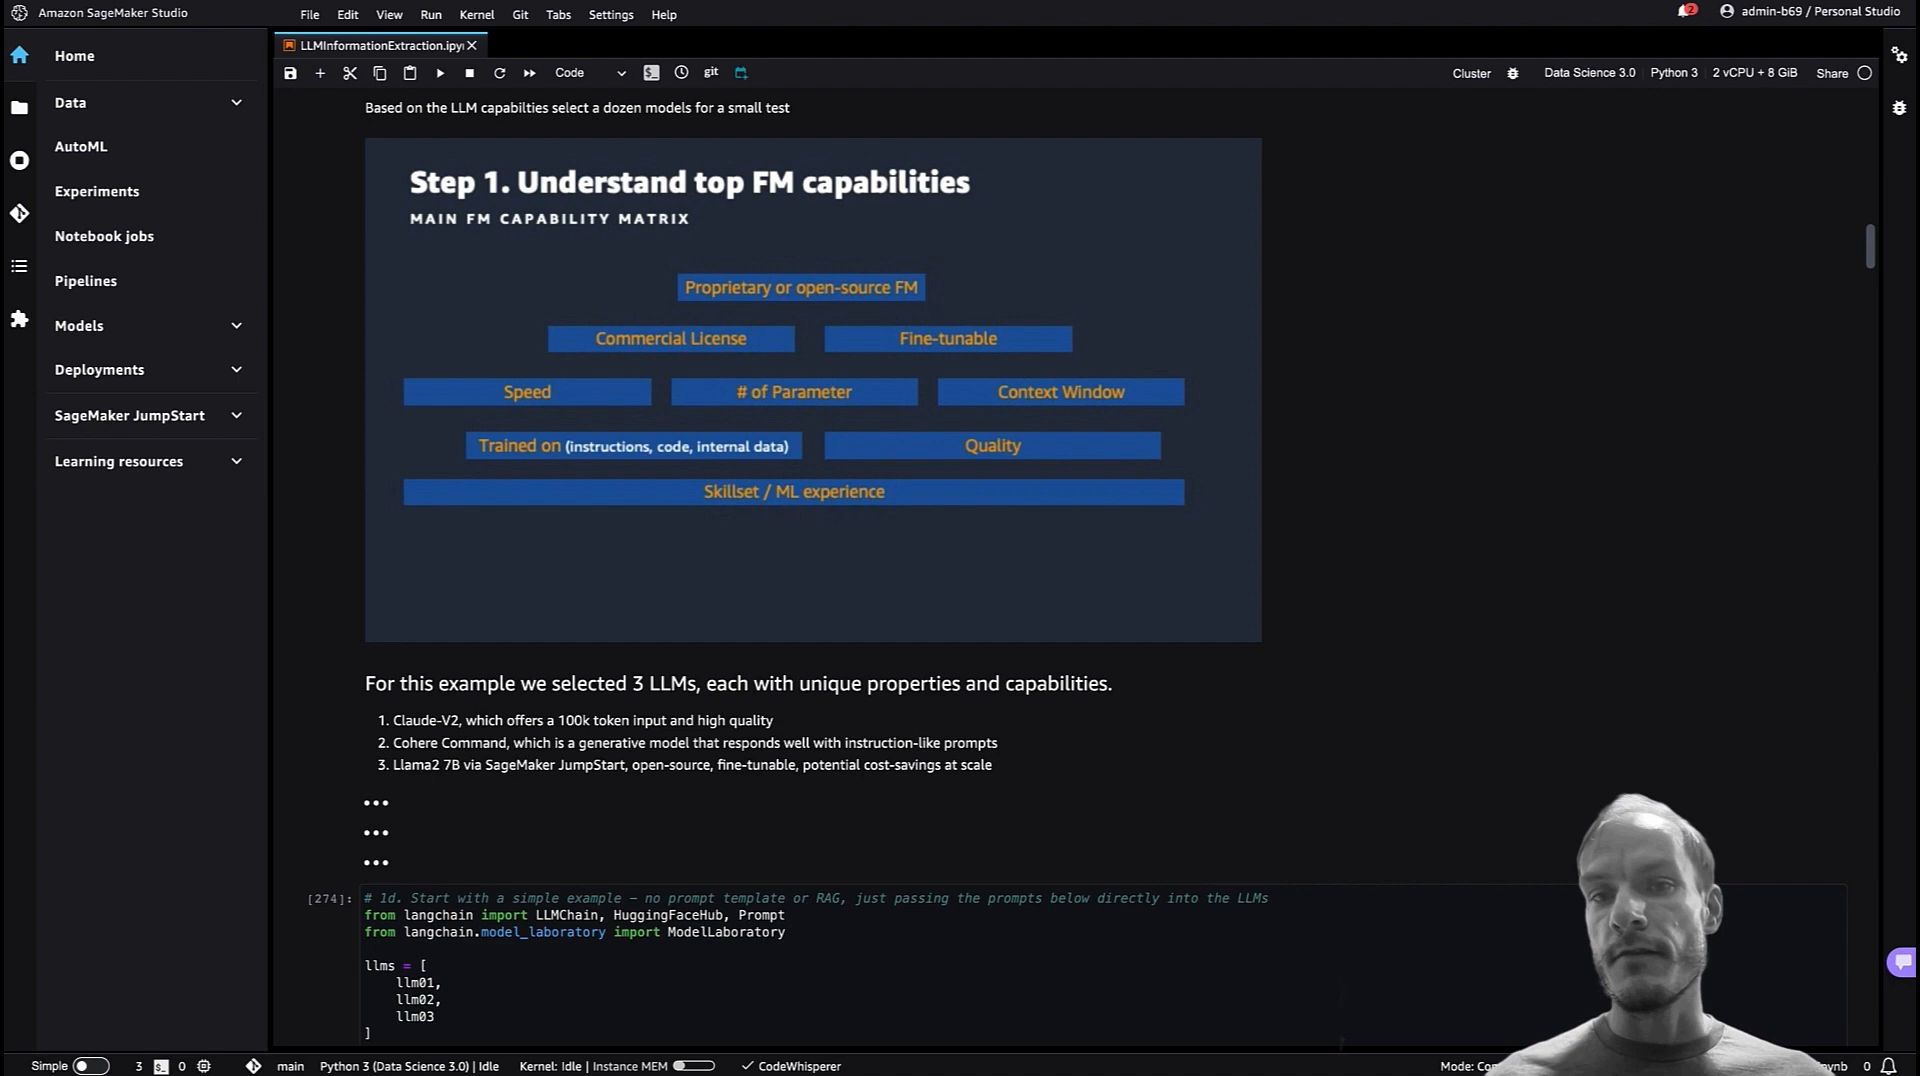 Amazon SageMaker Studio
File Edit View Run Kernel Git Tabs Settings Help
2
admin-b69 / Personal Studio
Home
Data
AutoML
Experiments
Notebook jobs
Pipelines
Models
Deployments
SageMaker JumpStart
Learning resources
LLMInformationExtraction.ipy
Code
git
Cluster
Data Science 3.0
Python 3
2 vCPU + 8 GiB
Share
Based on the LLM capabilties select a dozen models for a small test
Step 1. Understand top FM capabilities
MAIN FM CAPABILITY MATRIX
Proprietary or open-source FM
Commercial License
Fine-tunable
Speed
# of Parameter
Context Window
Trained on (instructions, code, internal data)
Quality
Skillset / ML experience
For this example we selected 3 LLMs, each with unique properties and capabilities.
1. Claude-V2, which offers a 100k token input and high quality
2. Cohere Command, which is a generative model that responds well with instruction-like prompts
3. Llama2 7B via SageMaker JumpStart, open-source, fine-tunable, potential cost-savings at scale
[274]:
# 1d. Start with a simple example – no prompt template or RAG, just passing the prompts below directly into the LLMs
from langchain import LLMChain, HuggingFaceHub, Prompt
from langchain.model_laboratory import ModelLaboratory
llms = [
llm01,
llm02,
llm03
]
Simple
3
0
main
Python 3 (Data Science 3.0) | Idle
Kernel: Idle | Instance MEM
CodeWhisperer
Mode:
0